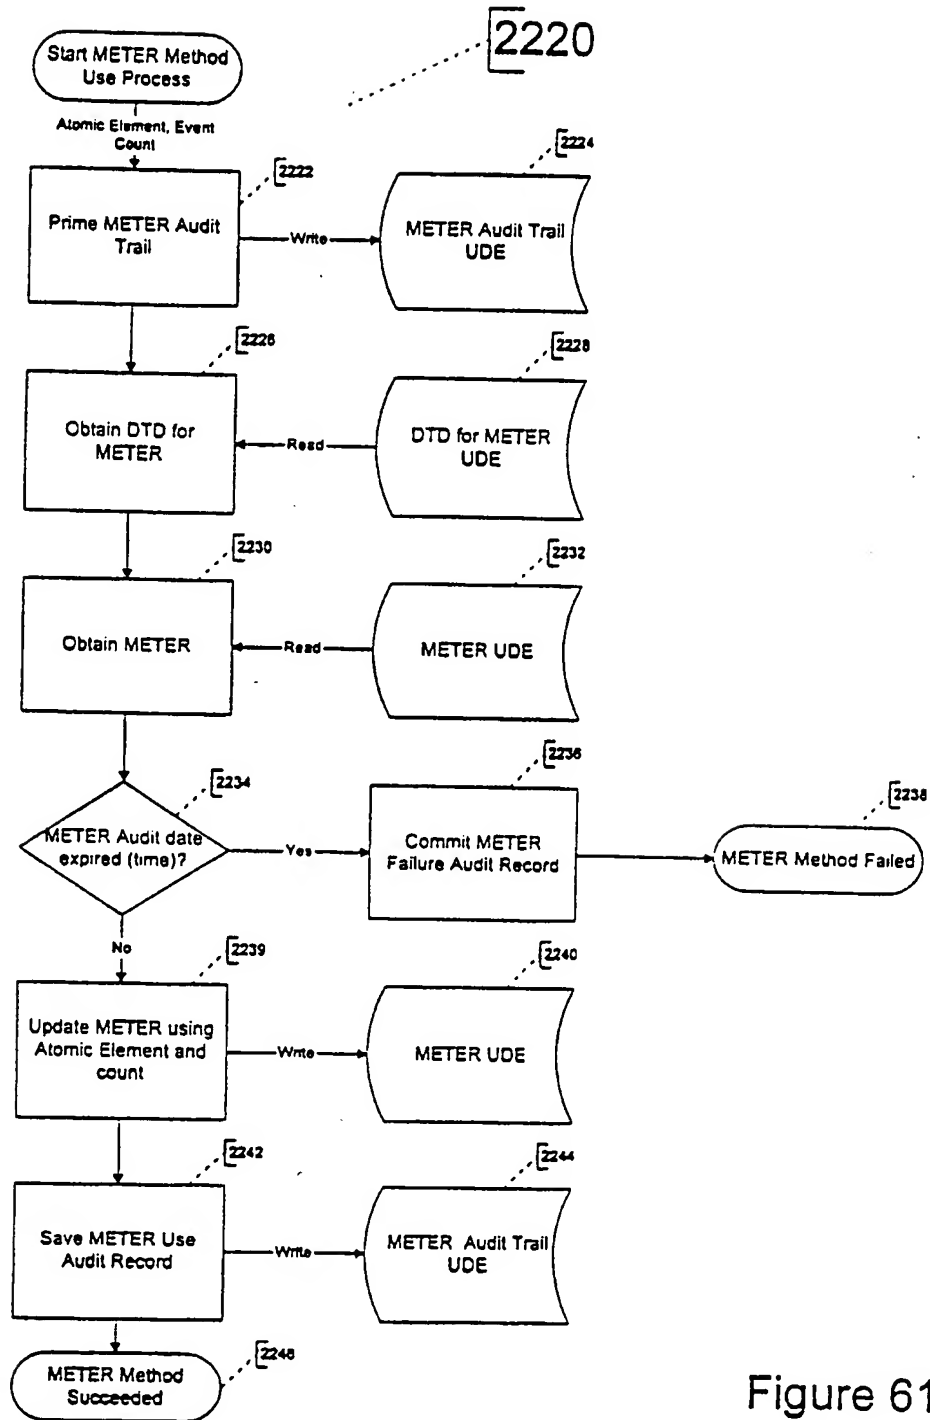 2220
Start METER Method
Use Process
Atomic Element, Event
Count
2222
Prime METER Audit
Trail
Write
2224
METER Audit Trail
UDE
2226
Obtain DTD for
METER
Read
2228
DTD for METER
UDE
2230
Obtain METER
Read
2232
METER UDE
2234
METER Audit date
expired (time)?
Yes
2236
Commit METER
Failure Audit Record
2238
METER Method Failed
No
2239
Update METER using
Atomic Element and
count
Write
2240
METER UDE
2242
Save METER Use
Audit Record
Write
2244
METER Audit Trail
UDE
2246
METER Method
Succeeded
Figure 61